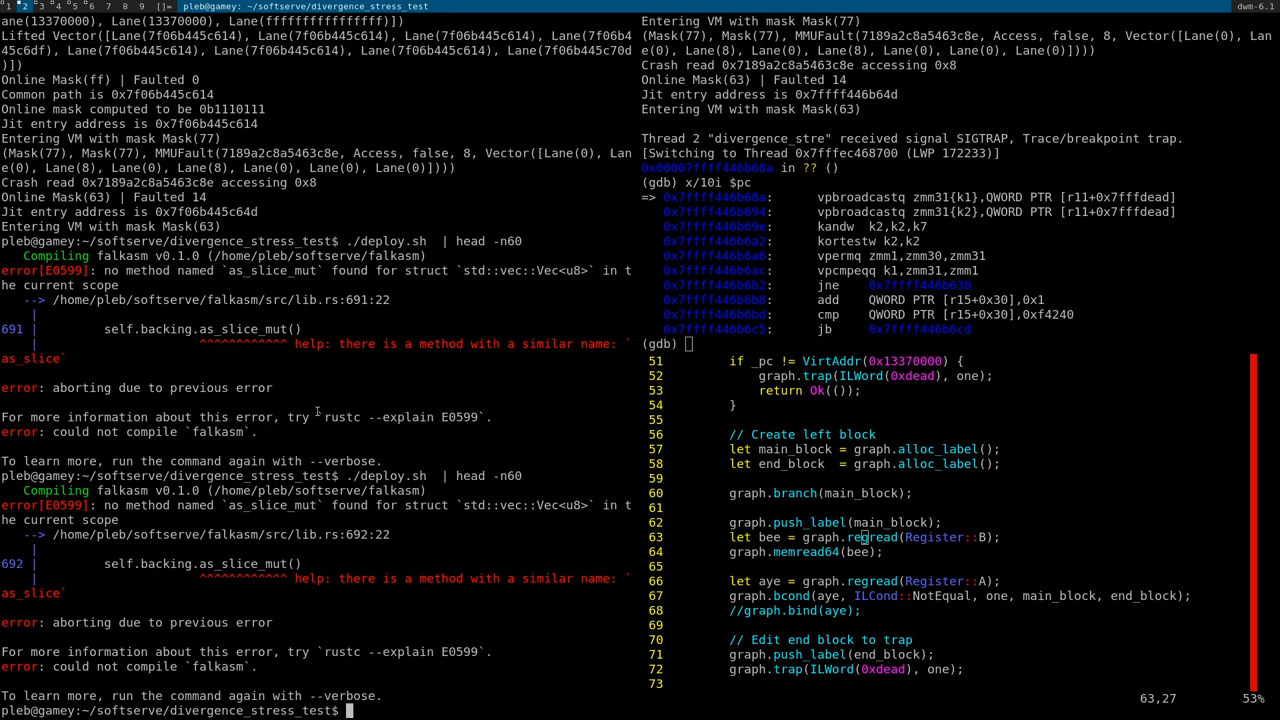 1 2 3 4 5 6 7 8 9 []= pleb@gamey: ~/softserve/divergence_stress_test dwm-6.1
ane(13370000), Lane(ffffffffffffffff)])
Lifted Vector([Lane(7f06b445c614), Lane(7f06b445c614), Lane(7f06b445c614), Lane(7f06b4
45c6df), Lane(7f06b445c614), Lane(7f06b445c614), Lane(7f06b445c614), Lane(7f06b445c70d
)])
Online Mask(ff) | Faulted 0
Common path is 0x7f06b445c614
Online mask computed to be 0b1110111
Jit entry address is 0x7f06b445c614
Entering VM with mask Mask(77)
(Mask(77), Mask(77), MMUFault(7189a2c8a5463c8e, Access, false, 8, Vector([Lane(0), Lan
e(0), Lane(8), Lane(0), Lane(8), Lane(0), Lane(0), Lane(0)])))
Crash read 0x7189a2c8a5463c8e accessing 0x8
Online Mask(63) | Faulted 14
Jit entry address is 0x7f06b445c64d
Entering VM with mask Mask(63)
pleb@gamey:~/softserve/divergence_stress_test$ ./deploy.sh  | head -n60
   Compiling falkasm v0.1.0 (/home/pleb/softserve/falkasm)
error[E0599]: no method named `as_slice_mut` found for struct `std::vec::Vec<u8>` in t
he current scope
   --> /home/pleb/softserve/falkasm/src/lib.rs:691:22
    |
691 |         self.backing.as_slice_mut()
    |                      ^^^^^^^^^^^^ help: there is a method with a similar name: `
as_slice`
error: aborting due to previous error
For more information about this error, try `rustc --explain E0599`.
error: could not compile `falkasm`.
To learn more, run the command again with --verbose.
pleb@gamey:~/softserve/divergence_stress_test$ ./deploy.sh  | head -n60
   Compiling falkasm v0.1.0 (/home/pleb/softserve/falkasm)
error[E0599]: no method named `as_slice_mut` found for struct `std::vec::Vec<u8>` in t
he current scope
   --> /home/pleb/softserve/falkasm/src/lib.rs:692:22
    |
692 |         self.backing.as_slice_mut()
    |                      ^^^^^^^^^^^^ help: there is a method with a similar name: `
as_slice`
error: aborting due to previous error
For more information about this error, try `rustc --explain E0599`.
error: could not compile `falkasm`.
To learn more, run the command again with --verbose.
pleb@gamey:~/softserve/divergence_stress_test$
Entering VM with mask Mask(77)
(Mask(77), Mask(77), MMUFault(7189a2c8a5463c8e, Access, false, 8, Vector([Lane(0), Lan
e(0), Lane(8), Lane(0), Lane(8), Lane(0), Lane(0), Lane(0)])))
Crash read 0x7189a2c8a5463c8e accessing 0x8
Online Mask(63) | Faulted 14
Jit entry address is 0x7ffff446b64d
Entering VM with mask Mask(63)
Thread 2 "divergence_stre" received signal SIGTRAP, Trace/breakpoint trap.
[Switching to Thread 0x7fffec468700 (LWP 172233)]
0x00007ffff446b68a in ?? ()
(gdb) x/10i $pc
=> 0x7ffff446b68a:      vpbroadcastq zmm31{k1},QWORD PTR [r11+0x7fffdead]
   0x7ffff446b694:      vpbroadcastq zmm31{k2},QWORD PTR [r11+0x7fffdead]
   0x7ffff446b69e:      kandw  k2,k2,k7
   0x7ffff446b6a2:      kortestw k2,k2
   0x7ffff446b6a6:      vpermq zmm1,zmm30,zmm31
   0x7ffff446b6ac:      vpcmpeqq k1,zmm31,zmm1
   0x7ffff446b6b2:      jne    0x7ffff446b630
   0x7ffff446b6b8:      add    QWORD PTR [r15+0x30],0x1
   0x7ffff446b6bd:      cmp    QWORD PTR [r15+0x30],0xf4240
   0x7ffff446b6c5:      jb     0x7ffff446b6cd
(gdb)
51         if _pc != VirtAddr(0x13370000) {
52             graph.trap(ILWord(0xdead), one);
53             return Ok(());
54         }
55
56         // Create left block
57         let main_block = graph.alloc_label();
58         let end_block  = graph.alloc_label();
59
60         graph.branch(main_block);
61
62         graph.push_label(main_block);
63         let bee = graph.regread(Register::B);
64         graph.memread64(bee);
65
66         let aye = graph.regread(Register::A);
67         graph.bcond(aye, ILCond::NotEqual, one, main_block, end_block);
68         //graph.bind(aye);
69
70         // Edit end block to trap
71         graph.push_label(end_block);
72         graph.trap(ILWord(0xdead), one);
73
63,27 53%